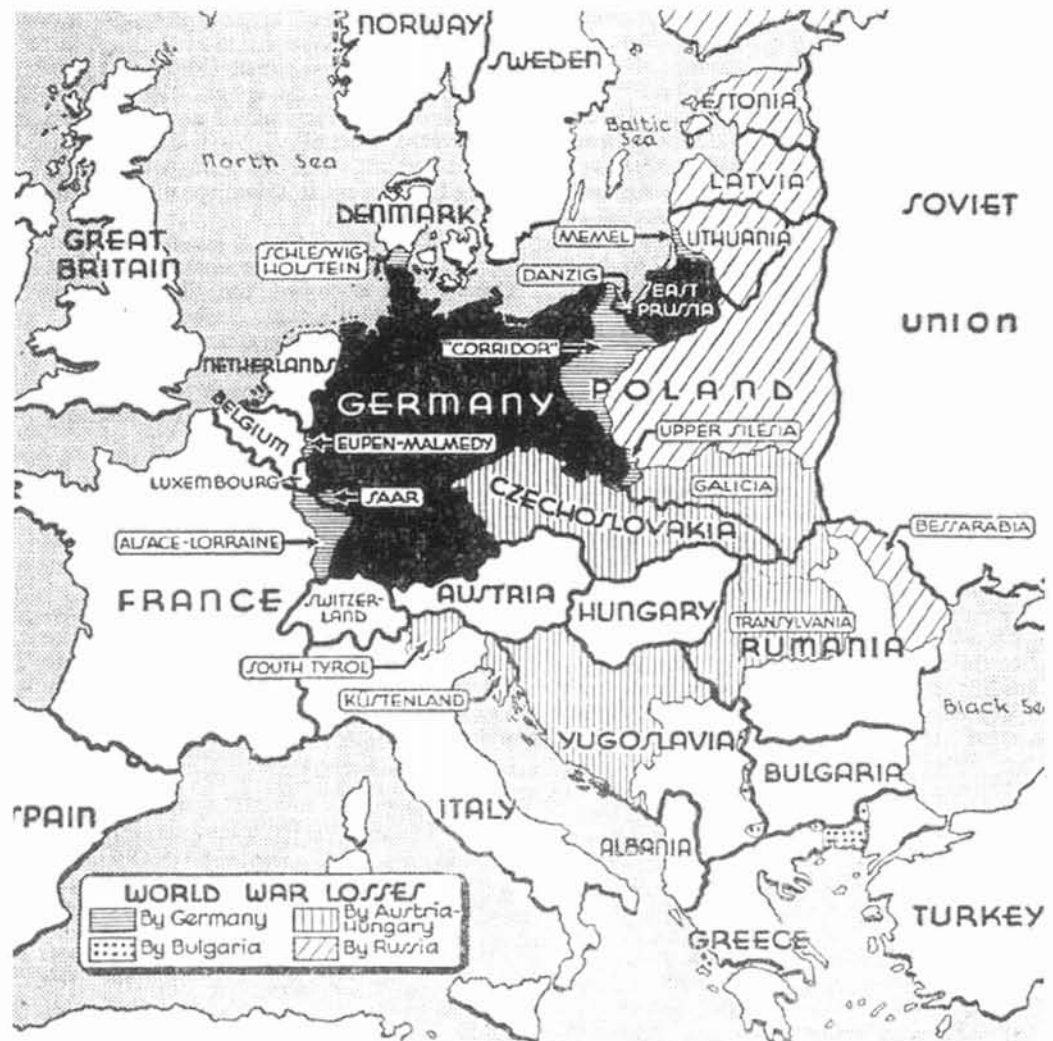 NORWAY
SWEDEN
ESTONIA
Baltic
Sea
North Sea
LATVIA
SOVIET
DENMARK
GREAT
BRITAIN
SCHLESWIG-
HOLSTEIN
MEMEL
LITHUANIA
DANZIG
EAST
PRUSSIA
UNION
"CORRIDOR"
NETHERLANDS
GERMANY
POLAND
BELGIUM
EUPEN-MALMEDY
UPPER SILESIA
LUXEMBOURG
SAAR
GALICIA
CZECHOSLOVAKIA
ALSACE-LORRAINE
BESSARABIA
FRANCE
SWITZER-
LAND
AUSTRIA
HUNGARY
TRANSYLVANIA
RUMANIA
SOUTH TYROL
KÜSTENLAND
Black Se
YUGOSLAVIA
BULGARIA
SPAIN
ITALY
ALBANIA
WORLD WAR LOSSES
By Germany
By Austria-
Hungary
By Bulgaria
By Russia
GREECE
TURKEY